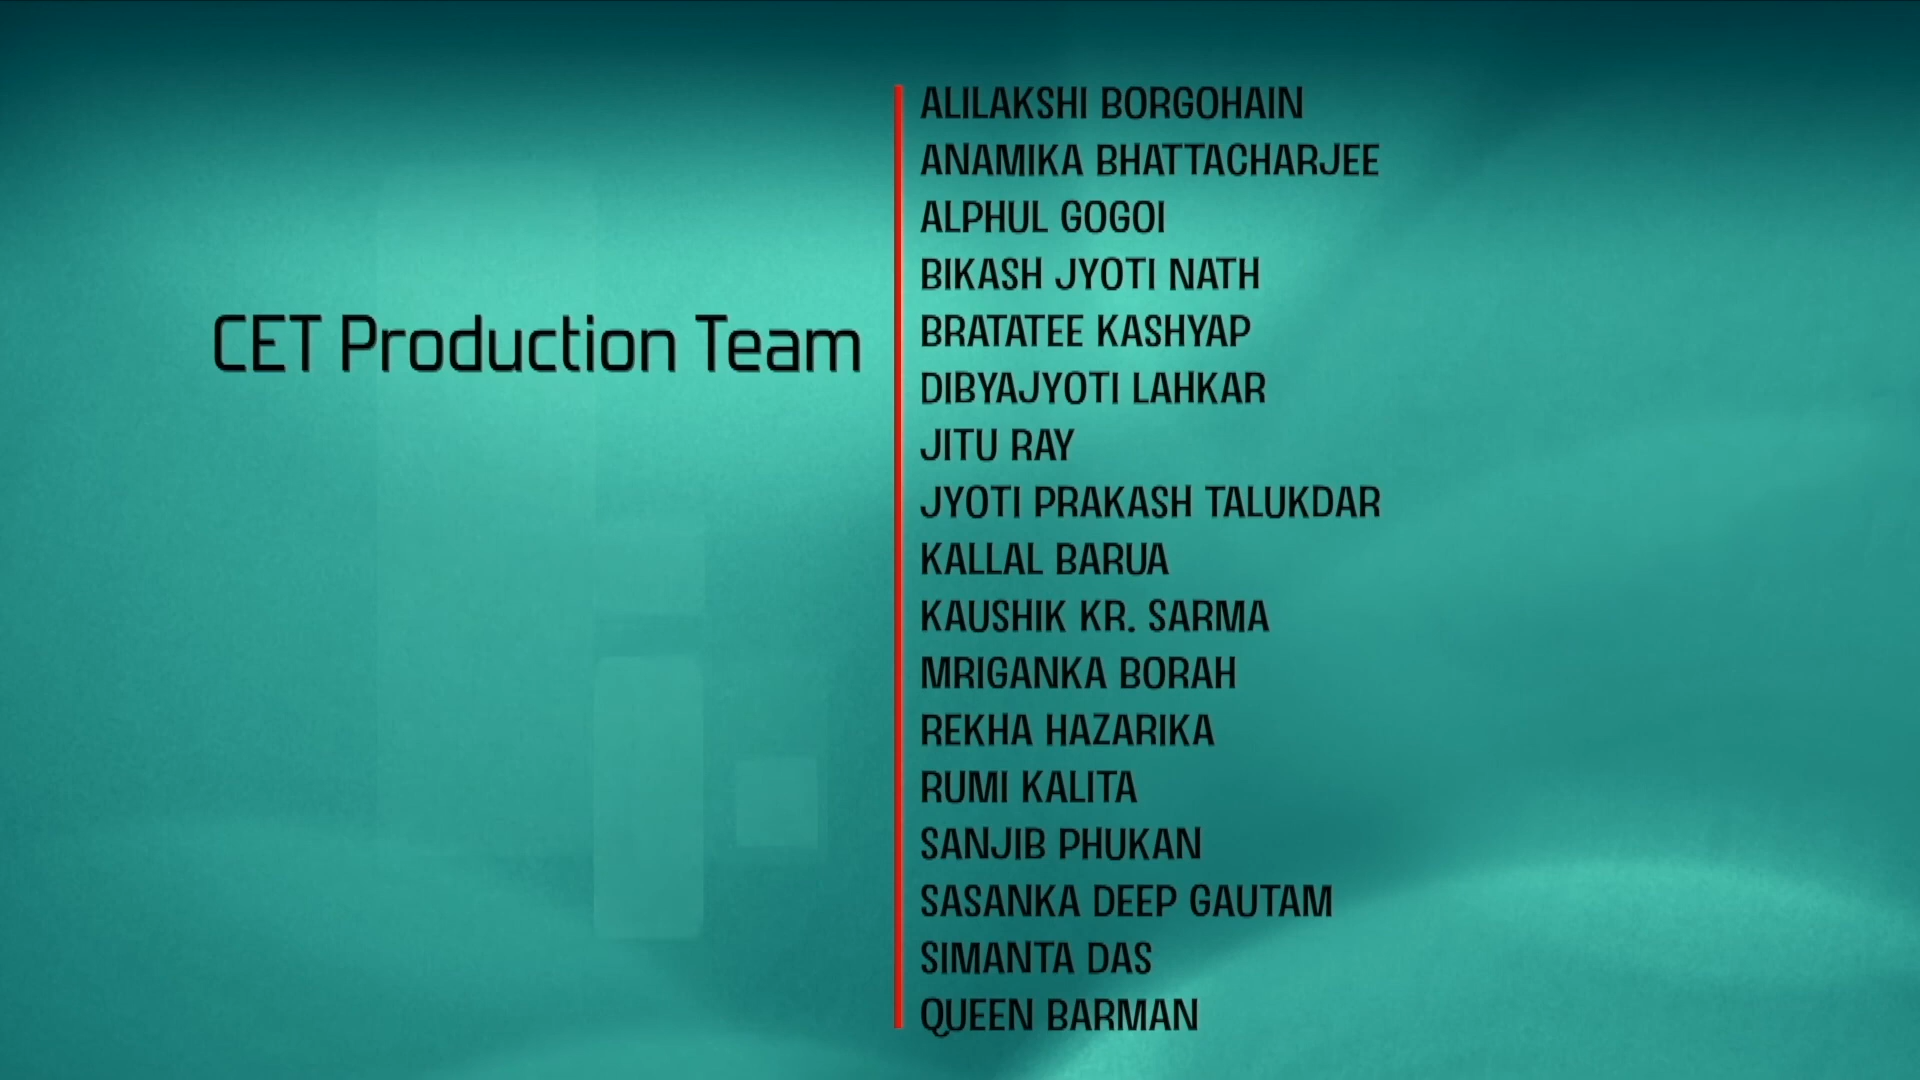 CET Production Team
ALILAKSHI BORGOHAIN
ANAMIKA BHATTACHARJEE
ALPHUL GOGOI
BIKASH JYOTI NATH
BRATATEE KASHYAP
DIBYAJYOTI LAHKAR
JITU RAY
JYOTI PRAKASH TALUKDAR
KALLAL BARUA
KAUSHIK KR. SARMA
MRIGANKA BORAH
REKHA HAZARIKA
RUMI KALITA
SANJIB PHUKAN
SASANKA DEEP GAUTAM
SIMANTA DAS
QUEEN BARMAN